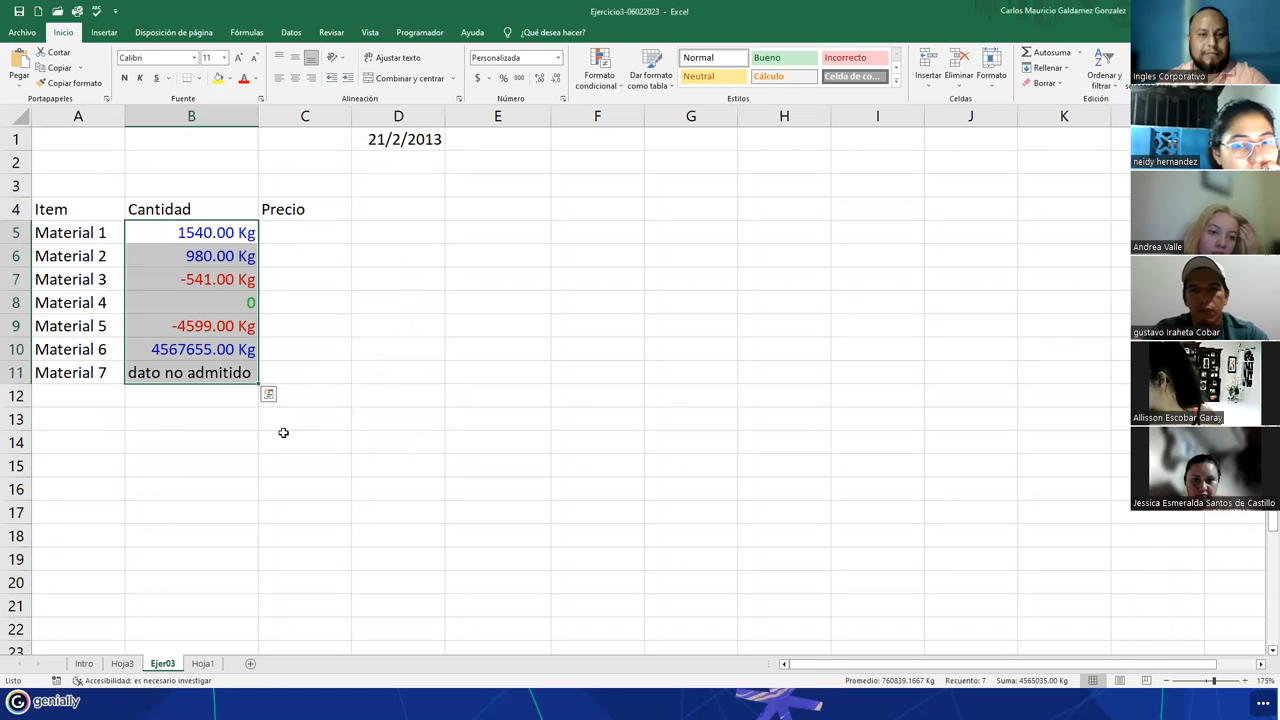 Ejercicio3-06022023 - Excel
Carlos Mauricio Galdamez Gonzalez
Archivo Inicio Insertar Disposición de página Fórmulas Datos Revisar Vista Programador Ayuda ¿Qué desea hacer?
Pegar
Cortar
Copiar
Copiar formato
Portapapeles
Calibri 11
N K S
Fuente
Ajustar texto
Combinar y centrar
Alineación
Personalizada
$ % 000
Número
Formato condicional
Dar formato como tabla
Normal Bueno Incorrecto
Neutral Cálculo Celda de co...
Estilos
Insertar Eliminar Formato
Celdas
Autosuma
Rellenar
Borrar
Ordenar y filtrar
Edición
A B C D E F G H I J K
1 21/2/2013
2
3
4 Item Cantidad Precio
5 Material 1 1540.00 Kg
6 Material 2 980.00 Kg
7 Material 3 -541.00 Kg
8 Material 4 0
9 Material 5 -4599.00 Kg
10 Material 6 4567655.00 Kg
11 Material 7 dato no admitido
12
13
14
15
16
17
18
19
20
21
22
23
Intro Hoja3 Ejer03 Hoja1
Listo Accesibilidad: es necesario investigar Promedio: 760839.1667 Kg Recuento: 7 Suma: 4565035.00 Kg 175%
genially
Ingles Corporativo
neidy hernandez
Andrea Valle
gustavo Iraheta Cobar
Allisson Escobar Garay
Jessica Esmeralda Santos de Castillo